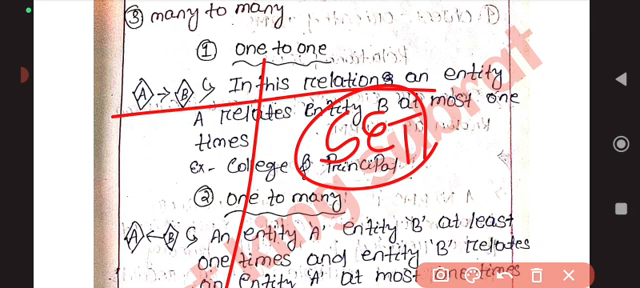 ③ many to many
① one to one
A → B ↳ In this relations an entity
A relates Entity B at most one
times
SET
ex- College & Principal
② one to many
A ← B ↳ An entity 'A' entity 'B' at least
one times and entity 'B' relates
an Entity 'A' at most one times